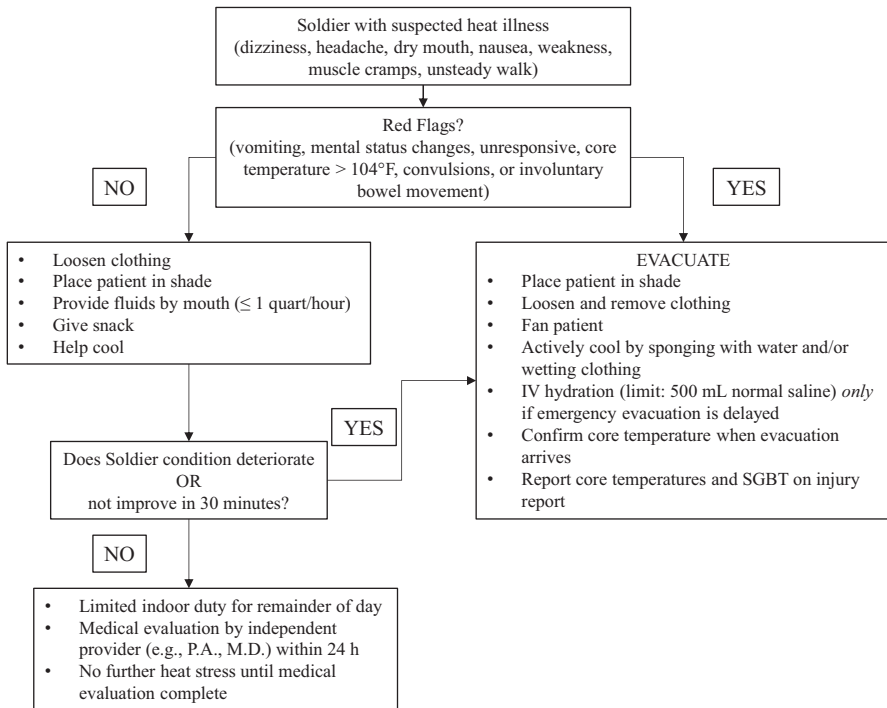 Soldier with suspected heat illness
(dizziness, headache, dry mouth, nausea, weakness,
muscle cramps, unsteady walk)
Red Flags?
(vomiting, mental status changes, unresponsive, core
temperature > 104°F, convulsions, or involuntary
bowel movement)
NO
YES
• Loosen clothing
• Place patient in shade
• Provide fluids by mouth (≤ 1 quart/hour)
• Give snack
• Help cool
EVACUATE
• Place patient in shade
• Loosen and remove clothing
• Fan patient
• Actively cool by sponging with water and/or
wetting clothing
• IV hydration (limit: 500 mL normal saline) only
if emergency evacuation is delayed
• Confirm core temperature when evacuation
arrives
• Report core temperatures and SGBT on injury
report
YES
Does Soldier condition deteriorate
OR
not improve in 30 minutes?
NO
• Limited indoor duty for remainder of day
• Medical evaluation by independent
provider (e.g., P.A., M.D.) within 24 h
• No further heat stress until medical
evaluation complete